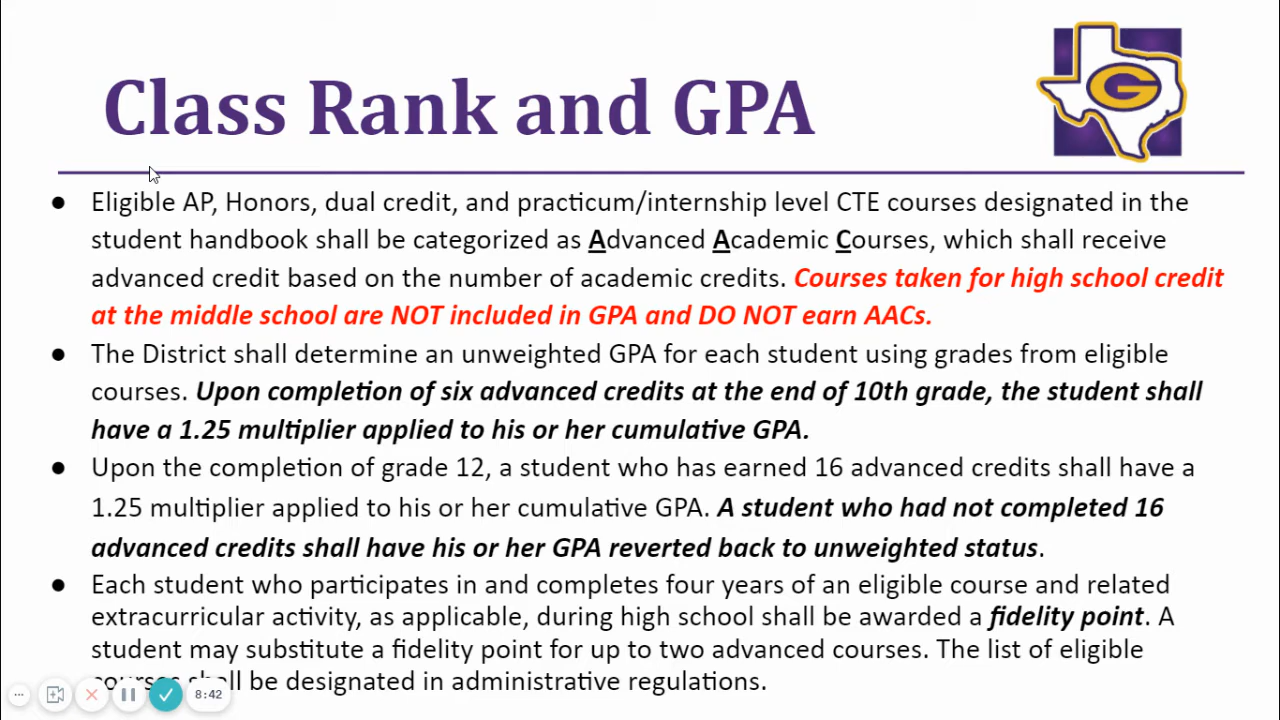 Class Rank and GPA
G
● Eligible AP, Honors, dual credit, and practicum/internship level CTE courses designated in the
student handbook shall be categorized as Advanced Academic Courses, which shall receive
advanced credit based on the number of academic credits. Courses taken for high school credit
at the middle school are NOT included in GPA and DO NOT earn AACs.
● The District shall determine an unweighted GPA for each student using grades from eligible
courses. Upon completion of six advanced credits at the end of 10th grade, the student shall
have a 1.25 multiplier applied to his or her cumulative GPA.
● Upon the completion of grade 12, a student who has earned 16 advanced credits shall have a
1.25 multiplier applied to his or her cumulative GPA. A student who had not completed 16
advanced credits shall have his or her GPA reverted back to unweighted status.
● Each student who participates in and completes four years of an eligible course and related
extracurricular activity, as applicable, during high school shall be awarded a fidelity point. A
student may substitute a fidelity point for up to two advanced courses. The list of eligible
courses shall be designated in administrative regulations.
8:42